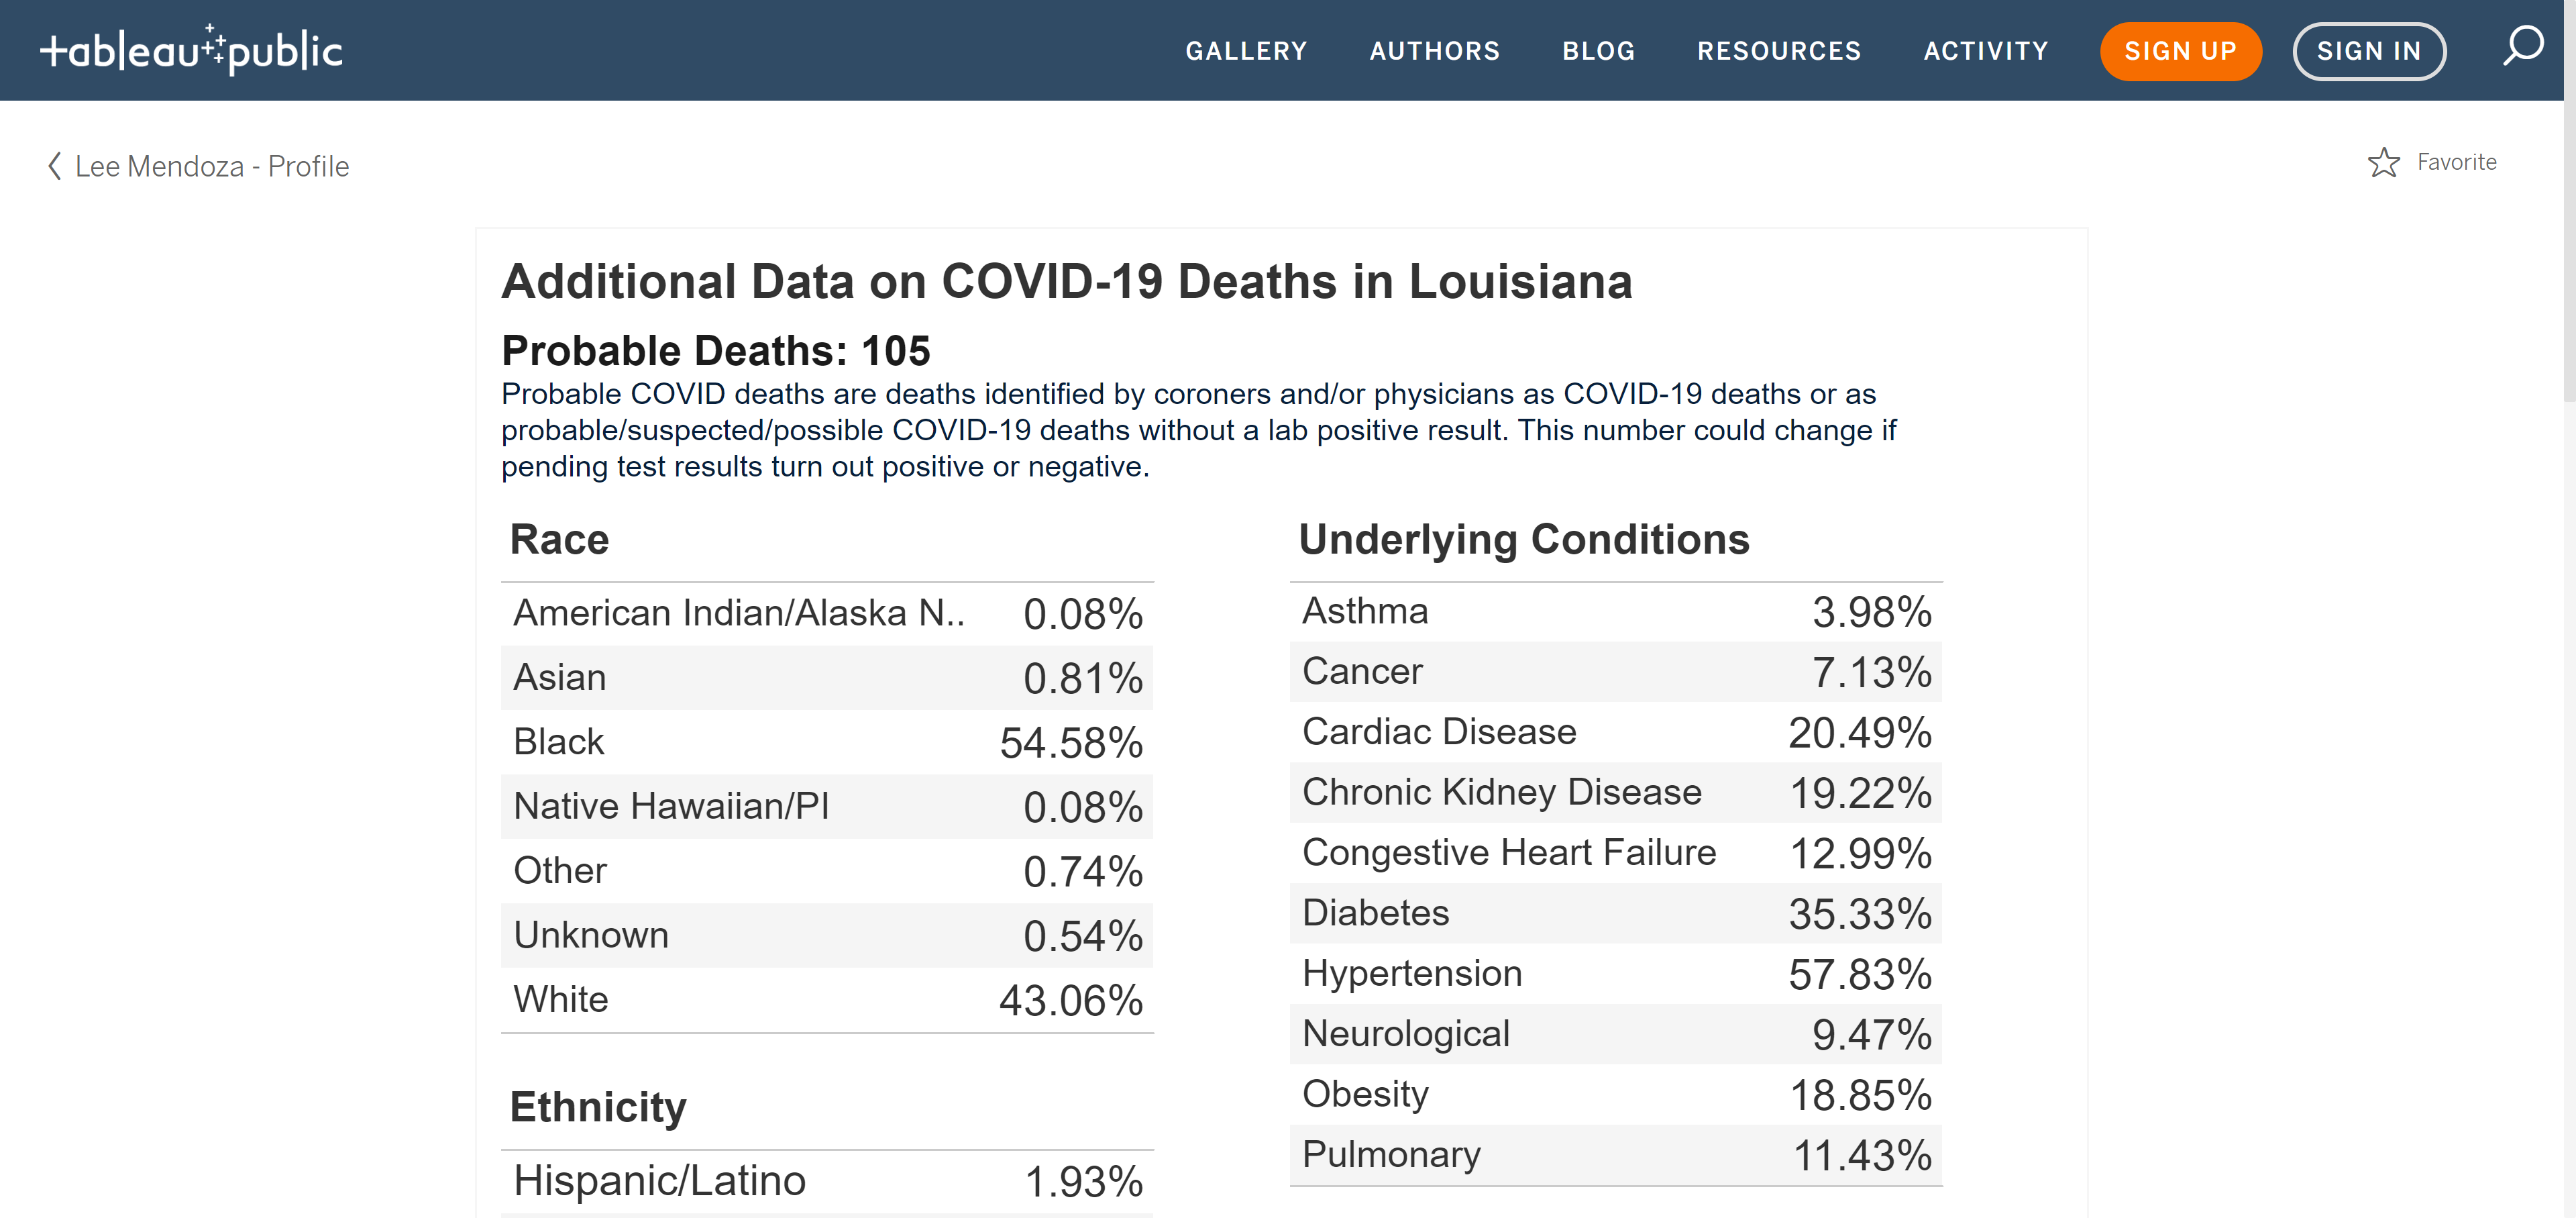 tableau public
GALLERY AUTHORS BLOG RESOURCES ACTIVITY SIGN UP SIGN IN
Lee Mendoza - Profile
Favorite
Additional Data on COVID-19 Deaths in Louisiana
Probable Deaths: 105
Probable COVID deaths are deaths identified by coroners and/or physicians as COVID-19 deaths or as
probable/suspected/possible COVID-19 deaths without a lab positive result. This number could change if
pending test results turn out positive or negative.
Race
American Indian/Alaska N.. 0.08%
Asian 0.81%
Black 54.58%
Native Hawaiian/PI 0.08%
Other 0.74%
Unknown 0.54%
White 43.06%
Ethnicity
Hispanic/Latino 1.93%
Underlying Conditions
Asthma 3.98%
Cancer 7.13%
Cardiac Disease 20.49%
Chronic Kidney Disease 19.22%
Congestive Heart Failure 12.99%
Diabetes 35.33%
Hypertension 57.83%
Neurological 9.47%
Obesity 18.85%
Pulmonary 11.43%